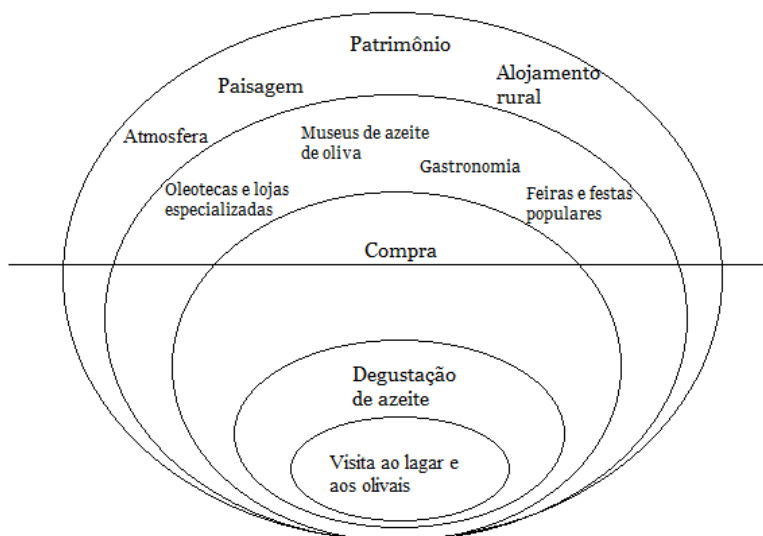 Patrimônio
Paisagem
Alojamento
rural
Atmosfera
Museus de azeite
de oliva
Gastronomia
Oleotecas e lojas
especializadas
Feiras e festas
populares
Compra
Degustação
de azeite
Visita ao lagar e
aos olivais